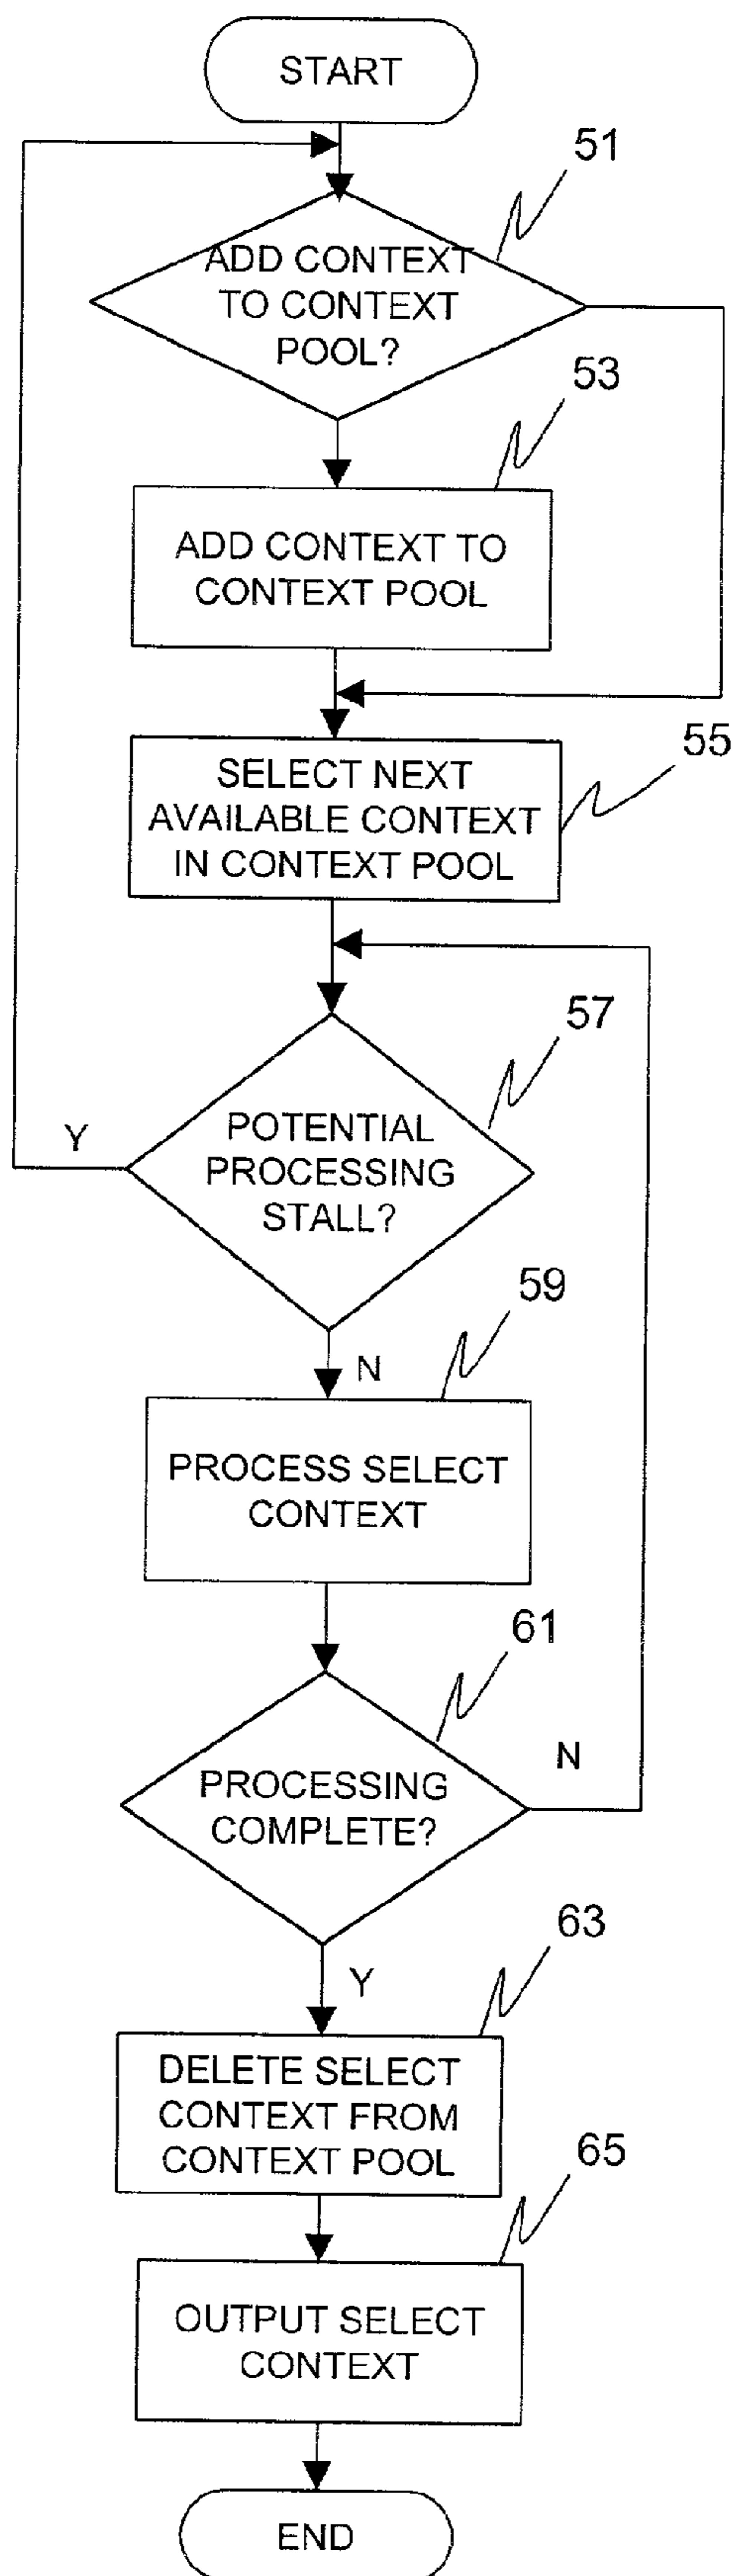 START
51
ADD CONTEXT
TO CONTEXT
POOL?
53
ADD CONTEXT TO
CONTEXT POOL
55
SELECT NEXT
AVAILABLE CONTEXT
IN CONTEXT POOL
57
Y
POTENTIAL
PROCESSING
STALL?
59
N
PROCESS SELECT
CONTEXT
61
N
PROCESSING
COMPLETE?
63
Y
DELETE SELECT
CONTEXT FROM
CONTEXT POOL
65
OUTPUT SELECT
CONTEXT
END